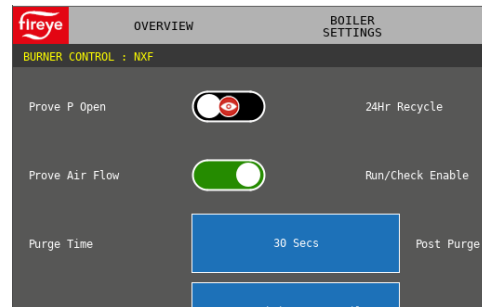 fireye
OVERVIEW
BOILER
SETTINGS
BURNER CONTROL : NXF
Prove P Open
24Hr Recycle
Prove Air Flow
Run/Check Enable
Purge Time
30 Secs
Post Purge